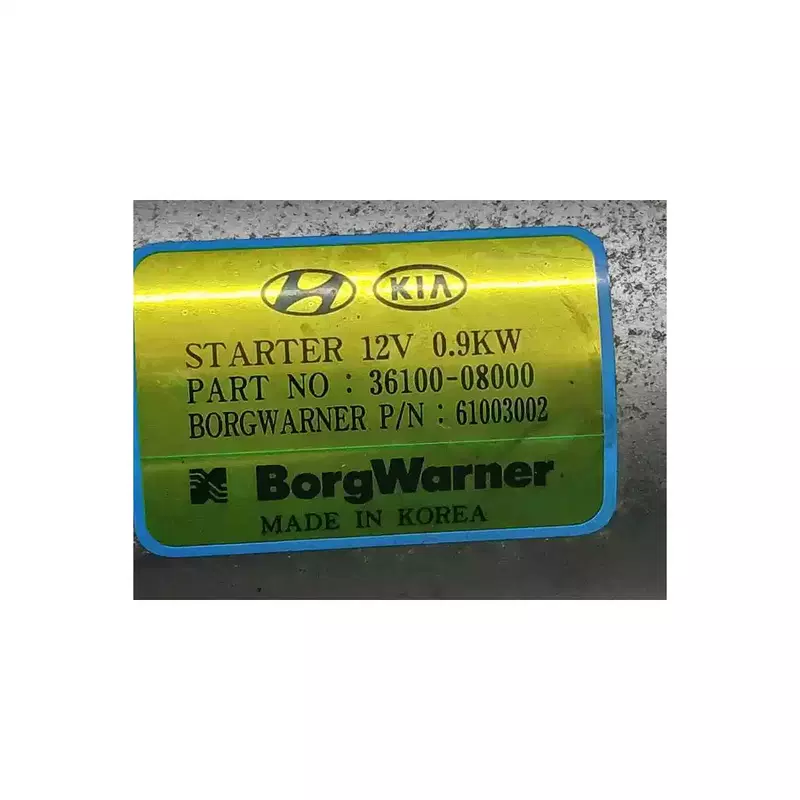 KIA
STARTER 12V 0.9KW
PART NO : 36100-08000
BORGWARNER P/N : 61003002
BorgWarner
MADE IN KOREA